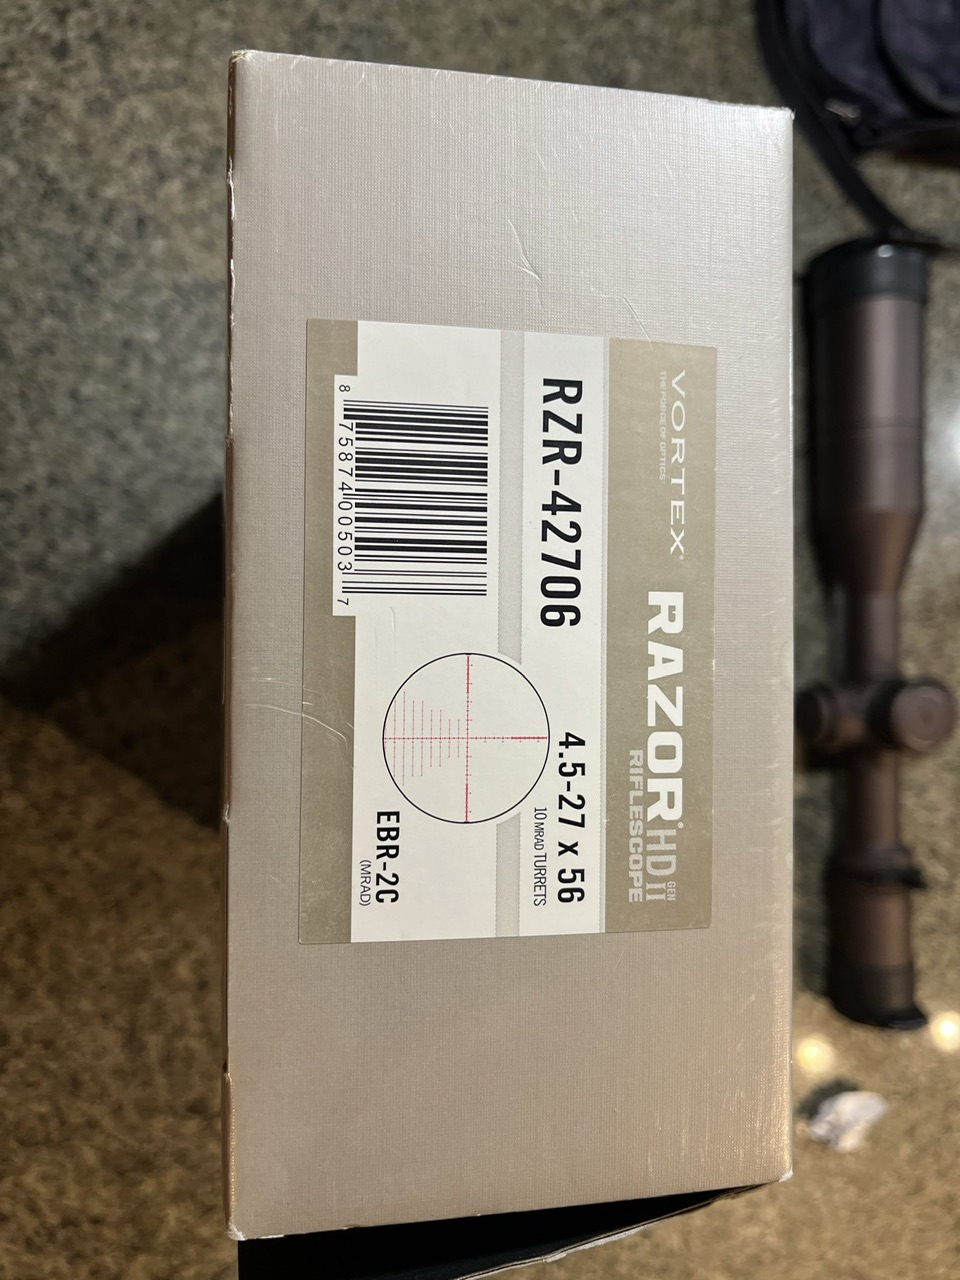 VORTEX®
THE FORCE OF OPTICS
RAZOR® HD GEN II
RIFLESCOPE
RZR-42706
4.5-27 x 56
10 MRAD TURRETS
8 75874 00503 7
EBR-2C
(MRAD)